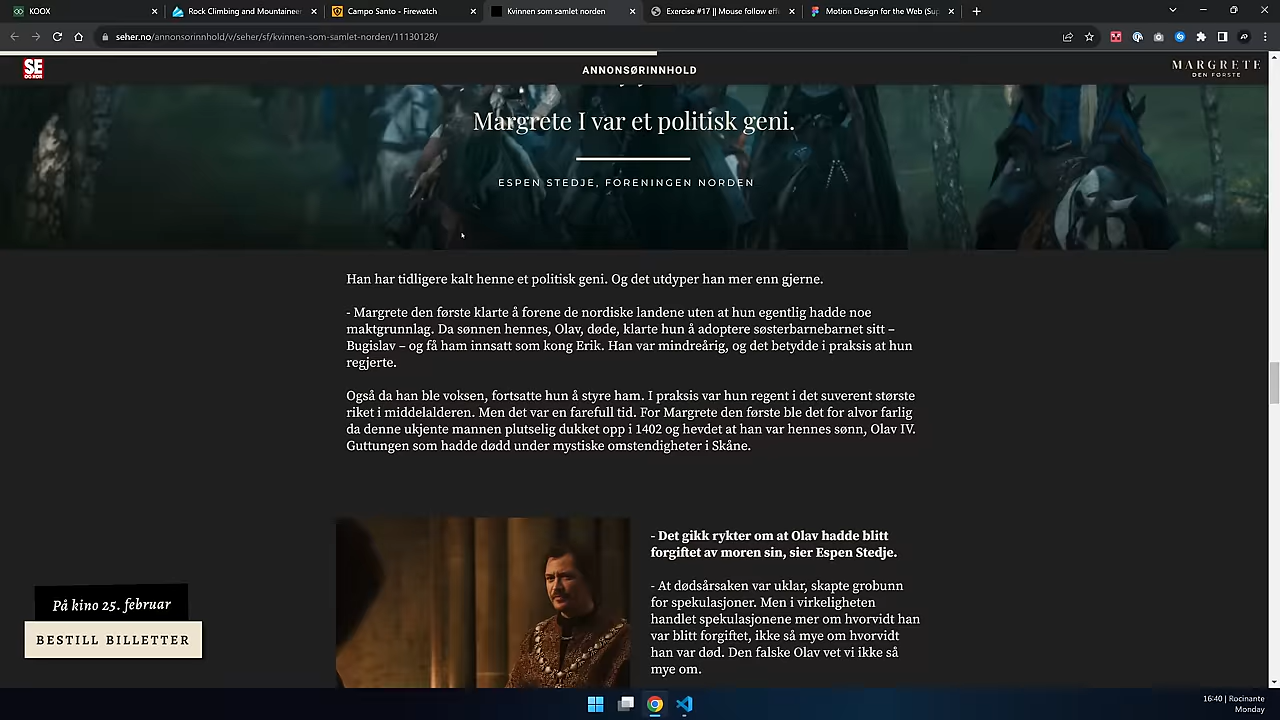 KOOX
Rock Climbing and Mountainee
Campo Santo - Firewatch
Kvinnen som samlet norden
Exercise #17 || Mouse follow eff
Motion Design for the Web (Sup
seher.no/annonsorinnhold/v/seher/sf/kvinnen-som-samlet-norden/11130128/
SE
OG HØR
ANNONSØRINNHOLD
MARGRETE
DEN FØRSTE
Margrete I var et politisk geni.
ESPEN STEDJE, FORENINGEN NORDEN
Han har tidligere kalt henne et politisk geni. Og det utdyper han mer enn gjerne.
- Margrete den første klarte å forene de nordiske landene uten at hun egentlig hadde noe
maktgrunnlag. Da sønnen hennes, Olav, døde, klarte hun å adoptere søsterbarnebarnet sitt –
Bugislav – og få ham innsatt som kong Erik. Han var mindreårig, og det betydde i praksis at hun
regjerte.
Også da han ble voksen, fortsatte hun å styre ham. I praksis var hun regent i det suverent største
riket i middelalderen. Men det var en farefull tid. For Margrete den første ble det for alvor farlig
da denne ukjente mannen plutselig dukket opp i 1402 og hevdet at han var hennes sønn, Olav IV.
Guttungen som hadde dødd under mystiske omstendigheter i Skåne.
- Det gikk rykter om at Olav hadde blitt
forgiftet av moren sin, sier Espen Stedje.
- At dødsårsaken var uklar, skapte grobunn
for spekulasjoner. Men i virkeligheten
handlet spekulasjonene mer om hvorvidt han
var blitt forgiftet, ikke så mye om hvorvidt
han var død. Den falske Olav vet vi ikke så
mye om.
På kino 25. februar
BESTILL BILLETTER
16:40 | Rocinante
Monday